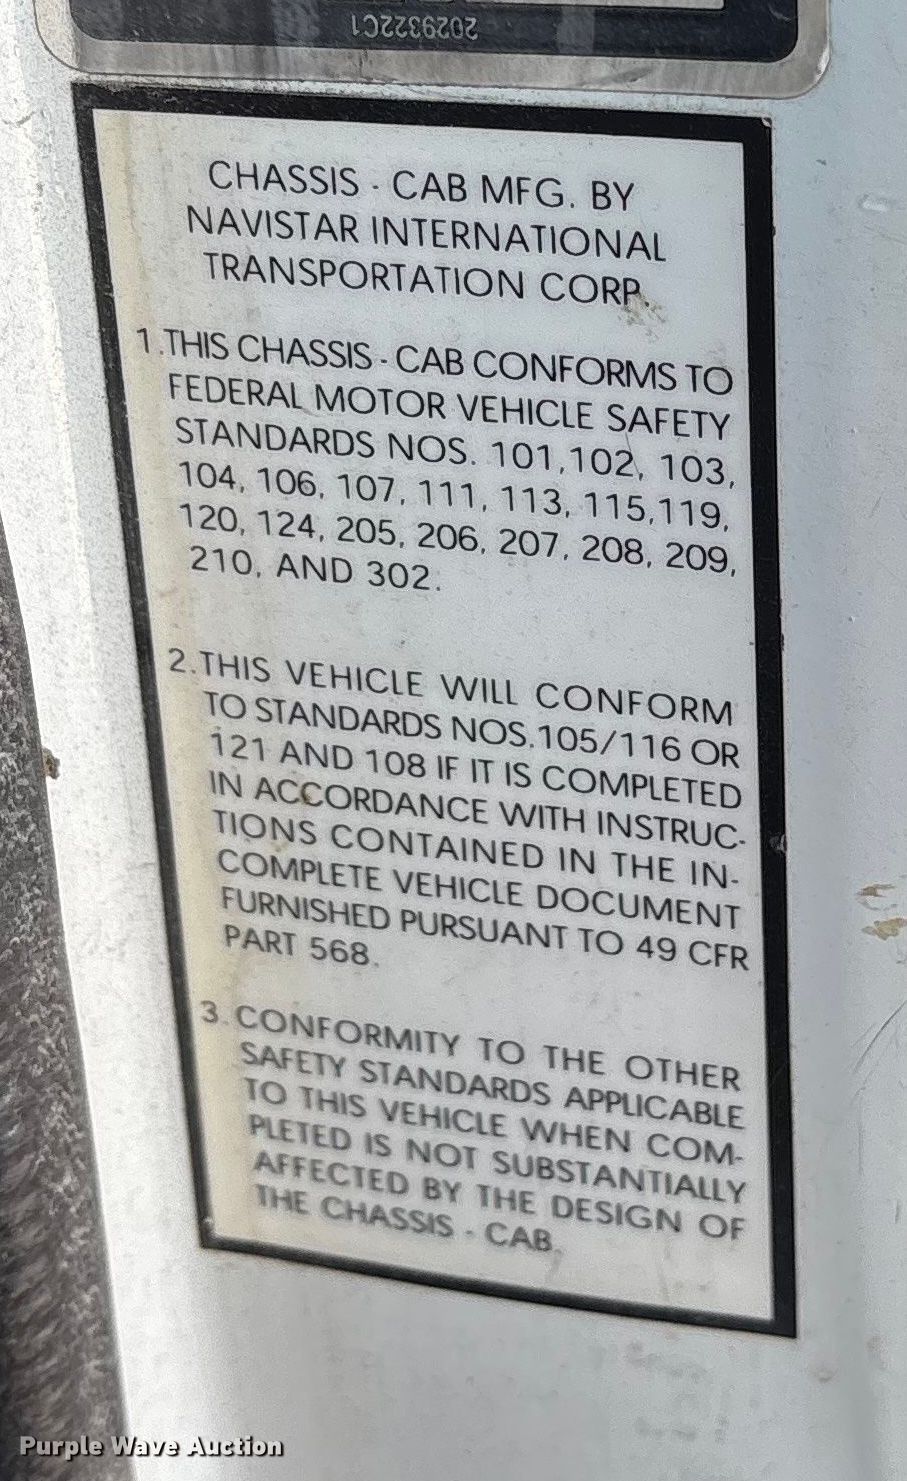 2029322C1
CHASSIS - CAB MFG. BY
NAVISTAR INTERNATIONAL
TRANSPORTATION CORP.
1. THIS CHASSIS - CAB CONFORMS TO
FEDERAL MOTOR VEHICLE SAFETY
STANDARDS NOS. 101, 102, 103,
104, 106, 107, 111, 113, 115, 119,
120, 124, 205, 206, 207, 208, 209,
210, AND 302.
2. THIS VEHICLE WILL CONFORM
TO STANDARDS NOS. 105/116 OR
121 AND 108 IF IT IS COMPLETED
IN ACCORDANCE WITH INSTRUC-
TIONS CONTAINED IN THE IN-
COMPLETE VEHICLE DOCUMENT
FURNISHED PURSUANT TO 49 CFR
PART 568.
3. CONFORMITY TO THE OTHER
SAFETY STANDARDS APPLICABLE
TO THIS VEHICLE WHEN COM-
PLETED IS NOT SUBSTANTIALLY
AFFECTED BY THE DESIGN OF
THE CHASSIS - CAB.
Purple Wave Auction